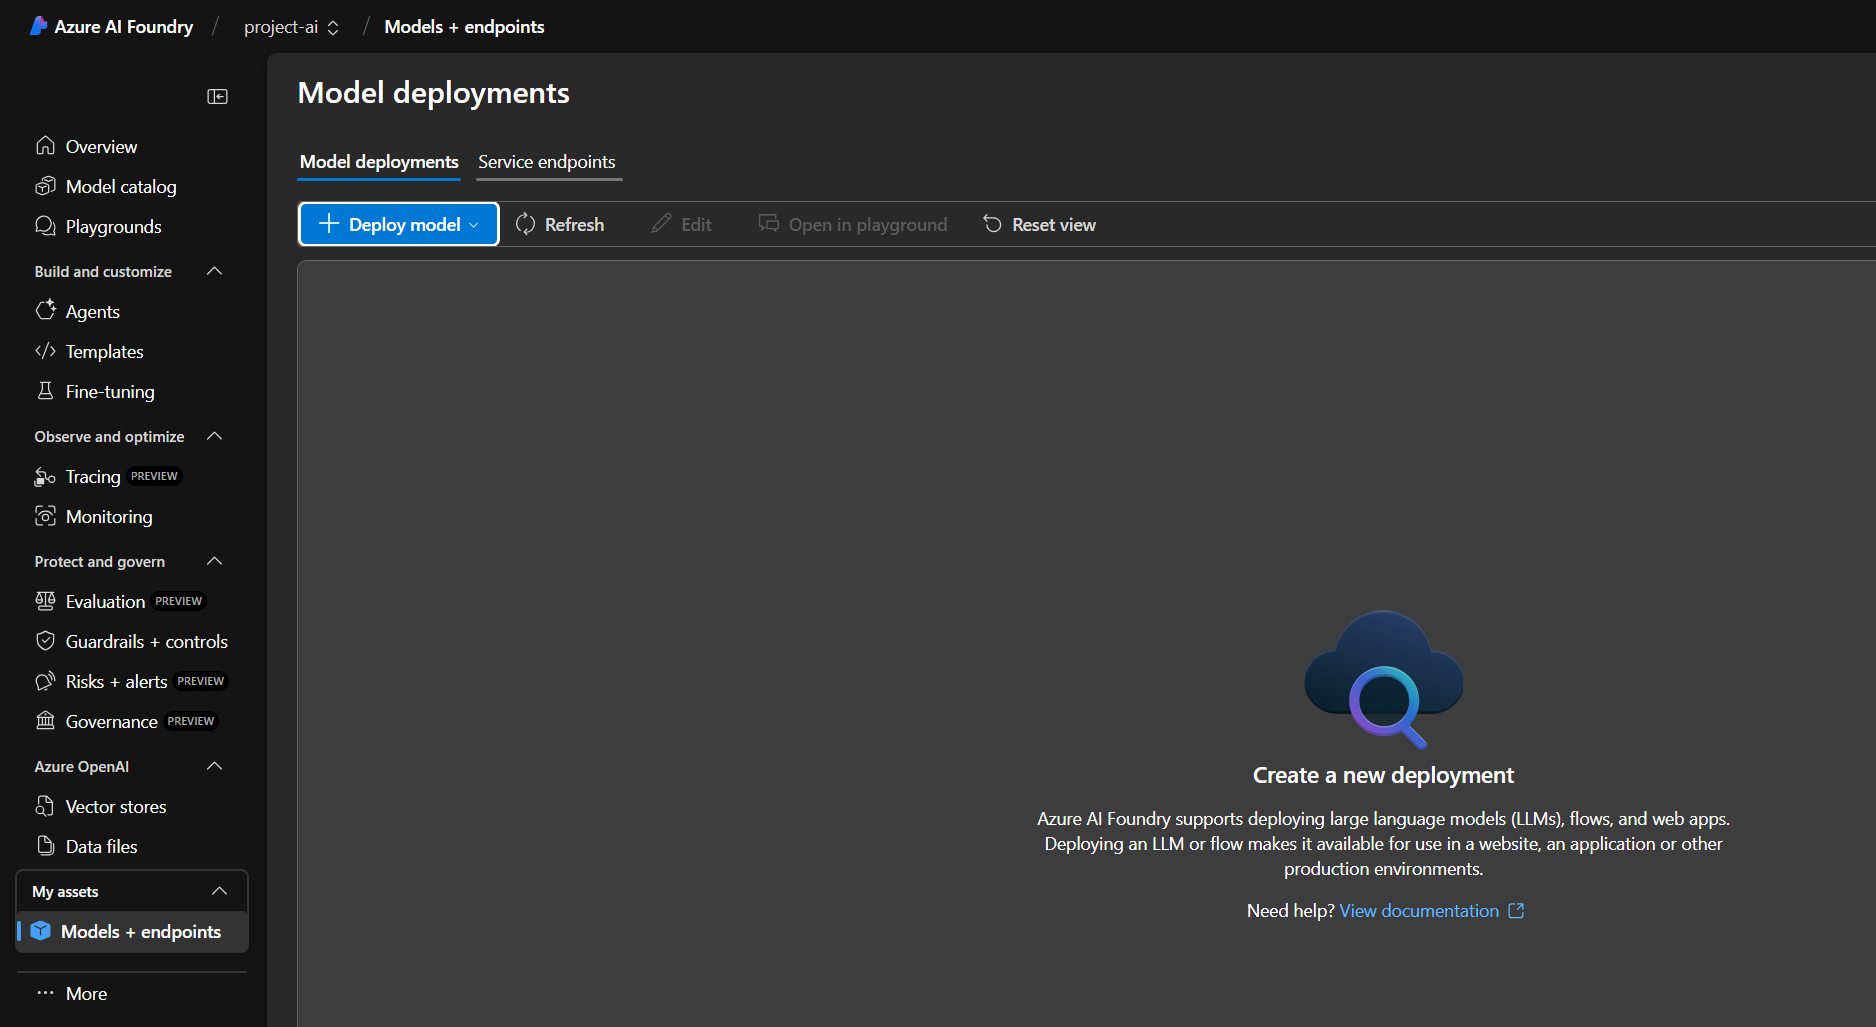 Azure AI Foundry / project-ai / Models + endpoints
Model deployments
Model deployments Service endpoints
Deploy model Refresh Edit Open in playground Reset view
Overview
Model catalog
Playgrounds
Build and customize
Agents
Templates
Fine-tuning
Observe and optimize
Tracing PREVIEW
Monitoring
Protect and govern
Evaluation PREVIEW
Guardrails + controls
Risks + alerts PREVIEW
Governance PREVIEW
Azure OpenAI
Vector stores
Data files
My assets
Models + endpoints
More
Create a new deployment
Azure AI Foundry supports deploying large language models (LLMs), flows, and web apps.
Deploying an LLM or flow makes it available for use in a website, an application or other
production environments.
Need help? View documentation